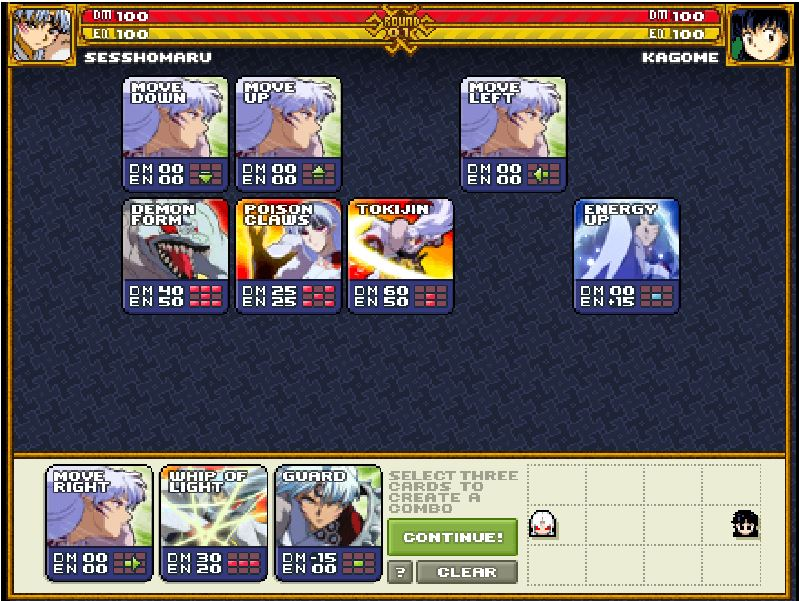 DM 100
ROUND
01
DM 100
EN 100
EN 100
SESSHOMARU
KAGOME
MOVE
DOWN
DM 00
EN 00
MOVE
UP
DM 00
EN 00
MOVE
LEFT
DM 00
EN 00
DEMON
FORM
DM 40
EN 50
POISON
CLAWS
DM 25
EN 25
TOKIJIN
DM 60
EN 50
ENERGY
UP
DM 00
EN +15
MOVE
RIGHT
DM 00
EN 00
WHIP OF
LIGHT
DM 30
EN 20
GUARD
DM -15
EN 00
SELECT THREE
CARDS TO
CREATE A
COMBO
CONTINUE!
?
CLEAR